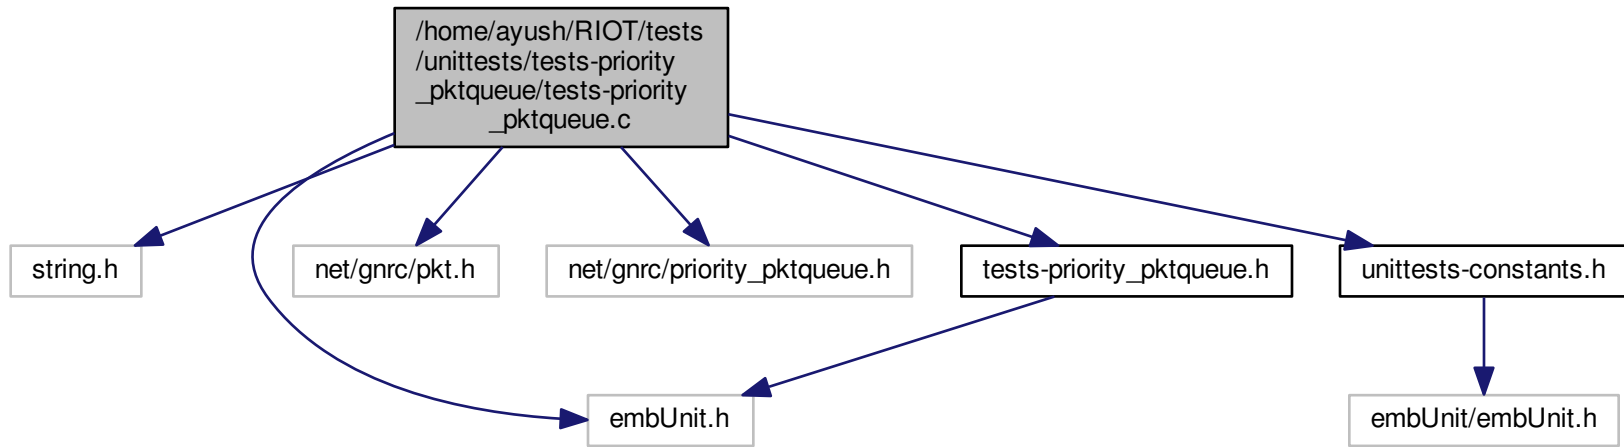 /home/ayush/RIOT/tests
/unittests/tests-priority
_pktqueue/tests-priority
_pktqueue.c
string.h
net/gnrc/pkt.h
net/gnrc/priority_pktqueue.h
tests-priority_pktqueue.h
unittests-constants.h
embUnit.h
embUnit/embUnit.h